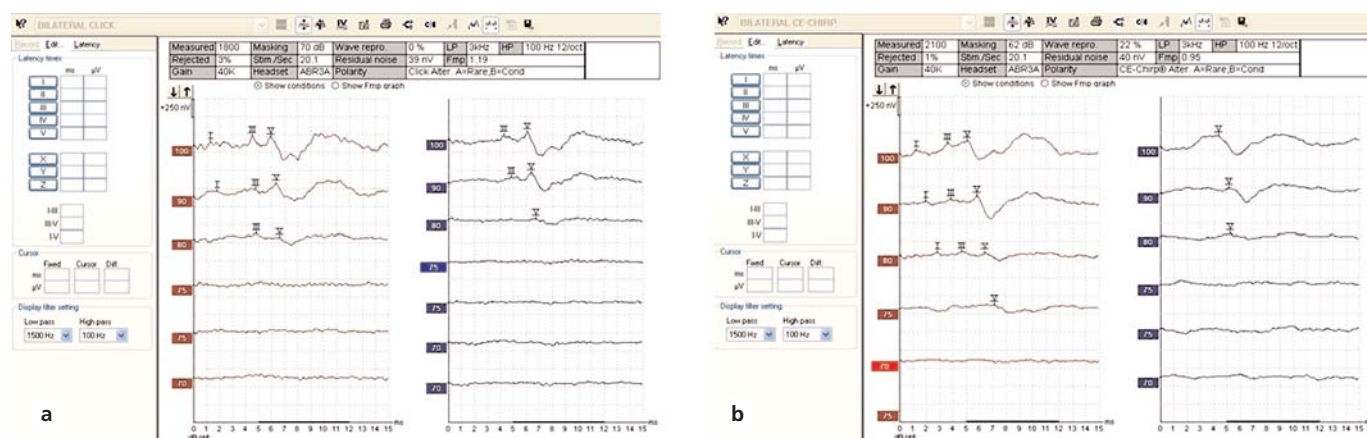 BILATERAL CLICK
Record Edit... Latency
Latency times
ms µV
I
II
III
IV
V
X
Y
Z
I-III
III-V
I-V
Cursor
Fixed Cursor Diff.
ms
µV
Display filter setting
Low pass High pass
1500 Hz 100 Hz
Measured 1800 Masking 70 dB Wave repro. 0 % LP 3kHz HP 100 Hz 12/oct
Rejected 3% Stim./Sec 20.1 Residual noise 39 nV Fmp 1.19
Gain 40K Headset ABR3A Polarity Click Alter. A=Rare,B=Cond
Show conditions Show Fmp graph
+250 nV
I III V
100
I III V
90
III V
80
75
75
70
III V
100
III V
90
V
80
75
75
70
70
0 1 2 3 4 5 6 7 8 9 10 11 12 13 14 15 ms
0 1 2 3 4 5 6 7 8 9 10 11 12 13 14 15
a
BILATERAL CE-CHIRP
Record Edit... Latency
Latency times
ms µV
I
II
III
IV
V
X
Y
Z
I-III
III-V
I-V
Cursor
Fixed Cursor Diff.
ms
µV
Display filter setting
Low pass High pass
1500 Hz 100 Hz
Measured 2100 Masking 62 dB Wave repro. 22 % LP 3kHz HP 100 Hz 12/oct
Rejected 1% Stim./Sec 20.1 Residual noise 40 nV Fmp 0.95
Gain 40K Headset ABR3A Polarity CE-Chirp® Alter. A=Rare,B=Cond
Show conditions Show Fmp graph
+250 nV
I III V
100
I III V
90
I III V
80
V
75
70
75
V
100
V
90
V
80
75
75
70
0 1 2 3 4 5 6 7 8 9 10 11 12 13 14 15 ms
0 1 2 3 4 5 6 7 8 9 10 11 12 13 14 15
b